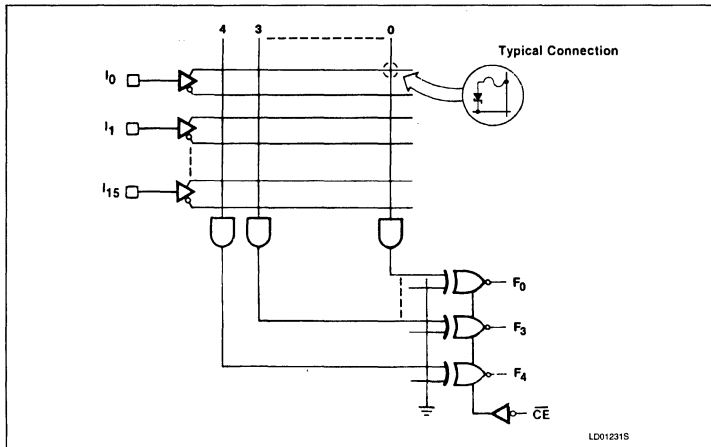 4 3 0
Typical Connection
I0
I1
I15
F0
F3
F4
CE
LD01231S